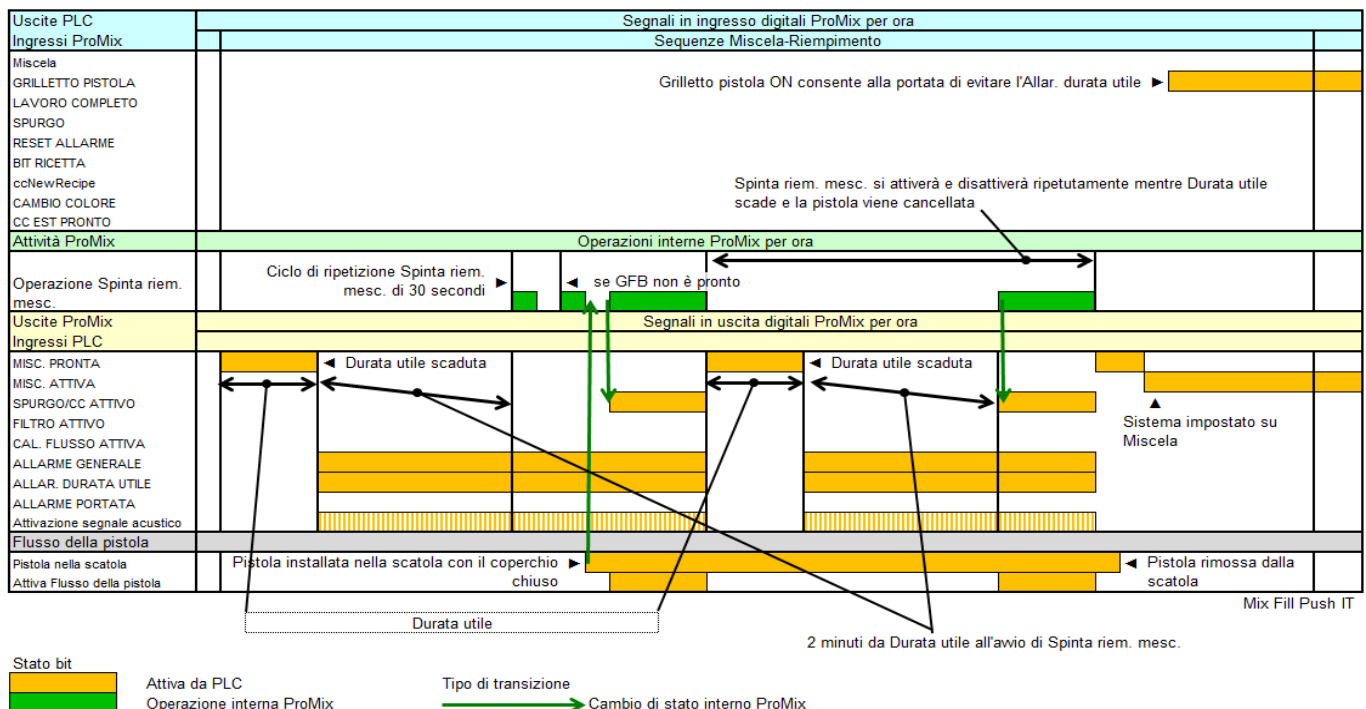 Uscite PLC
Segnali in ingresso digitali ProMix per ora
Ingressi ProMix
Sequenze Miscela-Riempimento
Miscela
GRILLETTO PISTOLA
Grilletto pistola ON consente alla portata di evitare l'Allar. durata utile ►
LAVORO COMPLETO
SPURGO
RESET ALLARME
BIT RICETTA
ccNewRecipe
CAMBIO COLORE
CC EST PRONTO
Spinta riem. mesc. si attiverà e disattiverà ripetutamente mentre Durata utile
scade e la pistola viene cancellata
Attività ProMix
Operazioni interne ProMix per ora
Operazione Spinta riem.
mesc.
Ciclo di ripetizione Spinta riem. ►
mesc. di 30 secondi
◄ se GFB non è pronto
Uscite ProMix
Segnali in uscita digitali ProMix per ora
Ingressi PLC
MISC. PRONTA
◄ Durata utile scaduta
◄ Durata utile scaduta
MISC. ATTIVA
SPURGO/CC ATTIVO
FILTRO ATTIVO
CAL. FLUSSO ATTIVA
▲
Sistema impostato su
Miscela
ALLARME GENERALE
ALLAR. DURATA UTILE
ALLARME PORTATA
Attivazione segnale acustico
Flusso della pistola
Pistola nella scatola
Attiva Flusso della pistola
Pistola installata nella scatola con il coperchio ►
chiuso
◄ Pistola rimossa dalla
scatola
Mix Fill Push IT
Durata utile
2 minuti da Durata utile all'avvio di Spinta riem. mesc.
Stato bit
Attiva da PLC
Operazione interna ProMix
Tipo di transizione
Cambio di stato interno ProMix